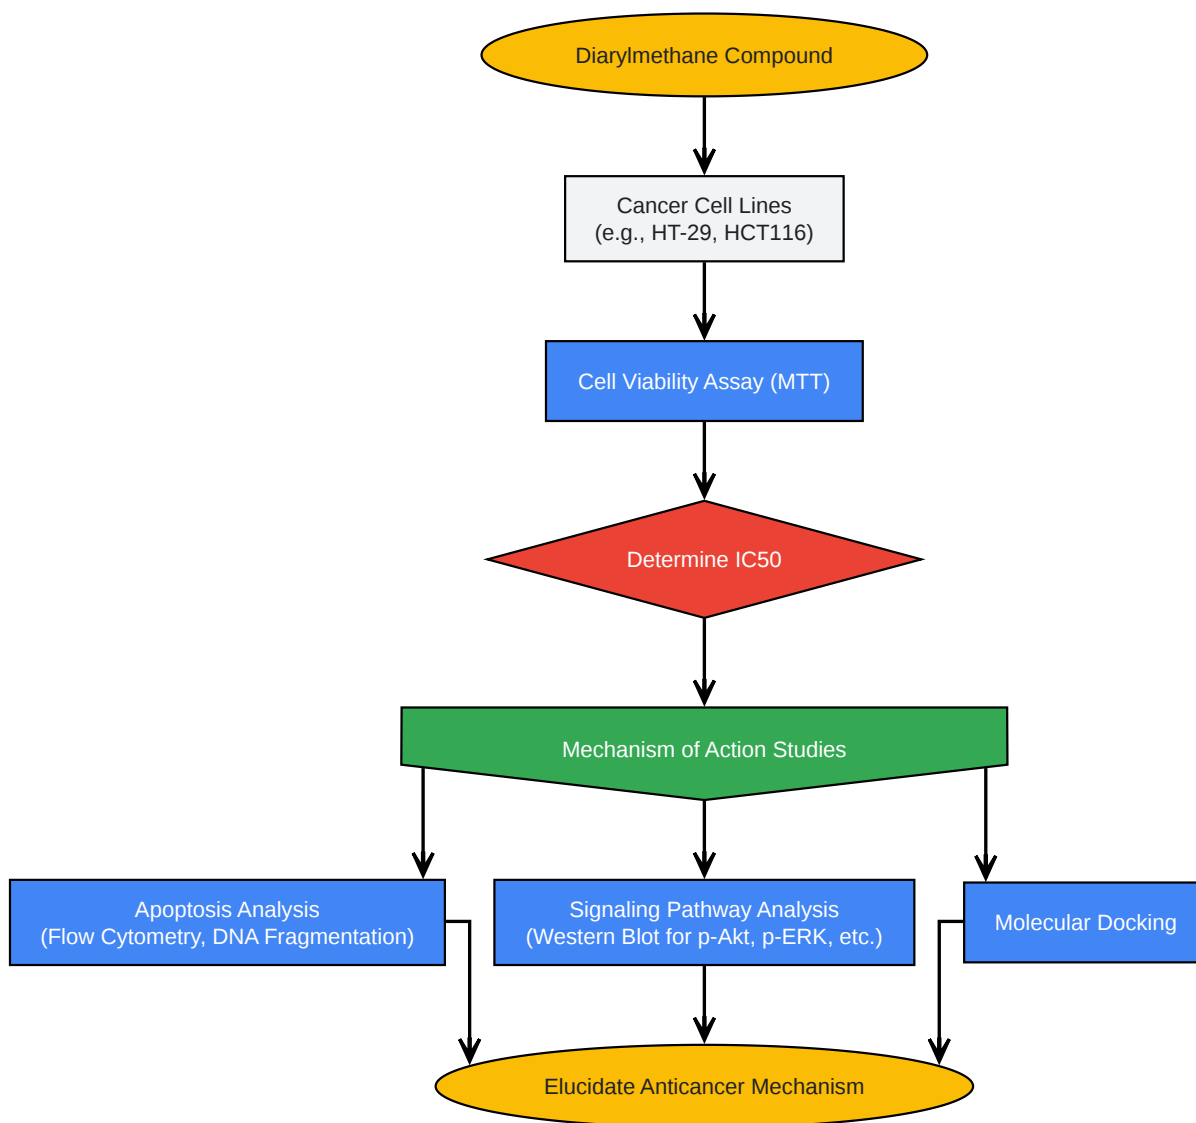 Diarylmethane Compound
Cancer Cell Lines
(e.g., HT-29, HCT116)
Cell Viability Assay (MTT)
Determine IC50
Mechanism of Action Studies
Apoptosis Analysis
(Flow Cytometry, DNA Fragmentation)
Signaling Pathway Analysis
(Western Blot for p-Akt, p-ERK, etc.)
Molecular Docking
Elucidate Anticancer Mechanism